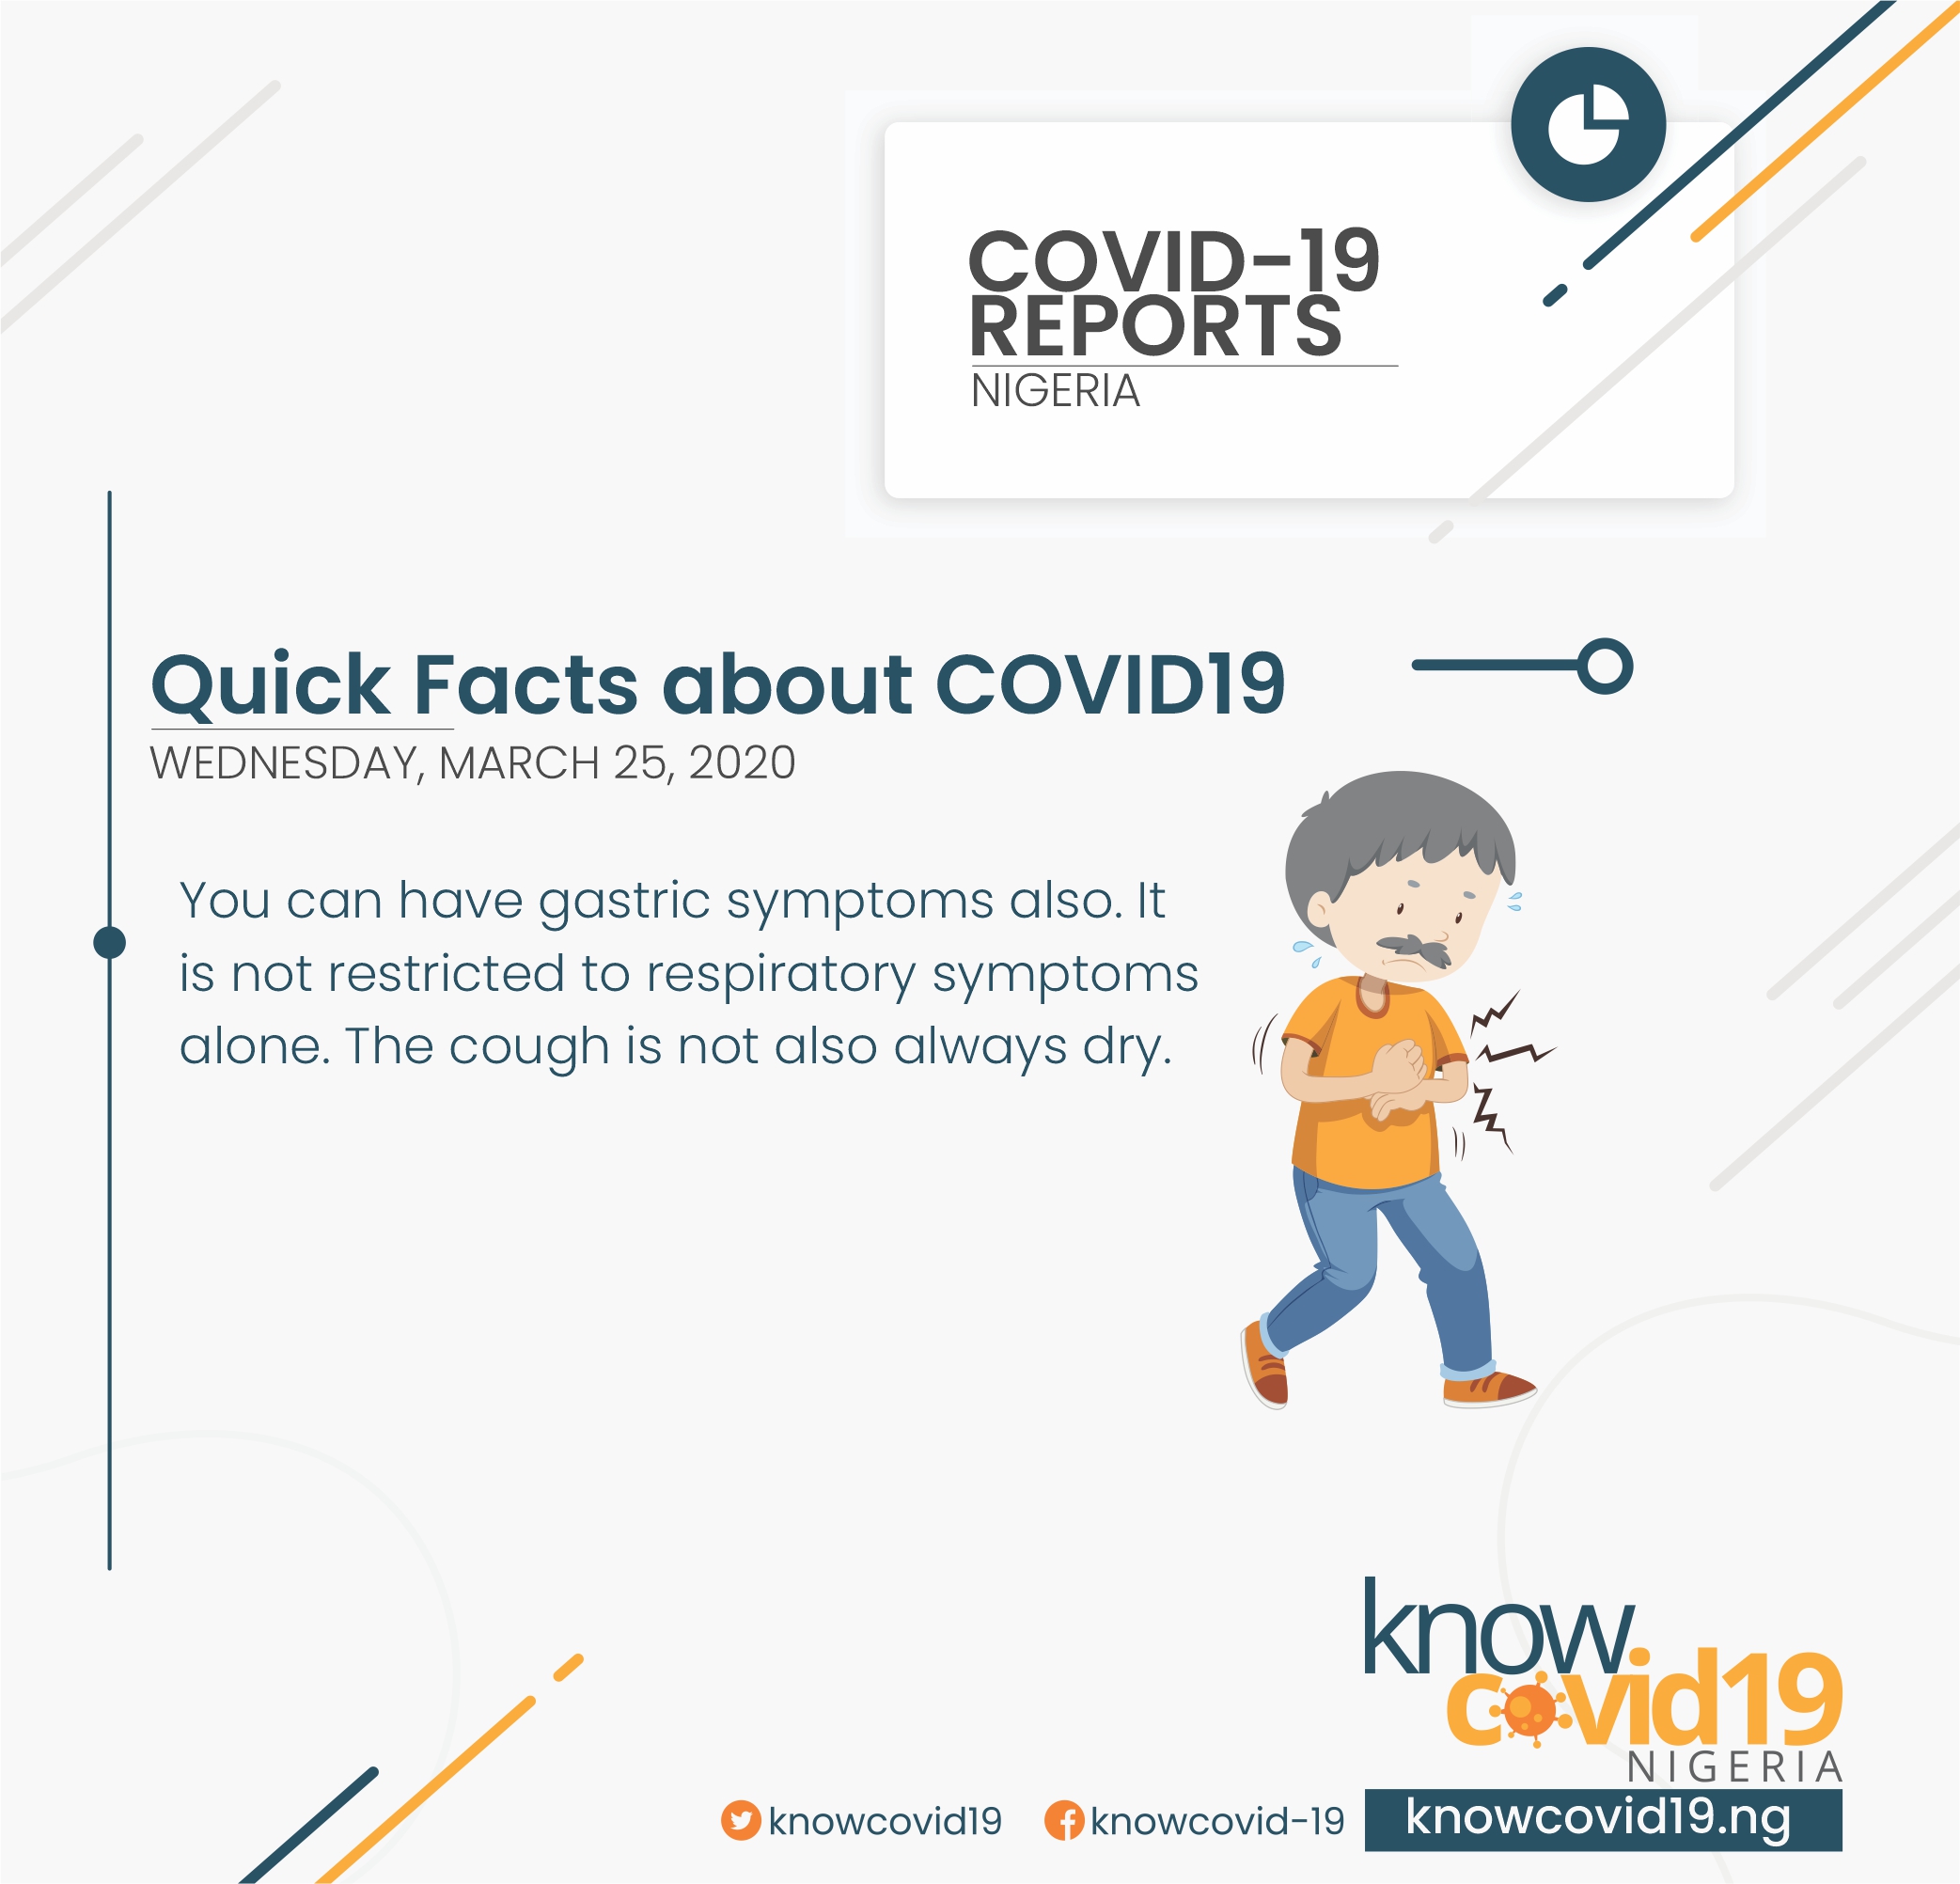 COVID-19
REPORTS
NIGERIA
Quick Facts about COVID19
WEDNESDAY, MARCH 25, 2020
You can have gastric symptoms also. It
is not restricted to respiratory symptoms
alone. The cough is not also always dry.
know
covid19
NIGERIA
knowcovid19 knowcovid-19 knowcovid19.ng